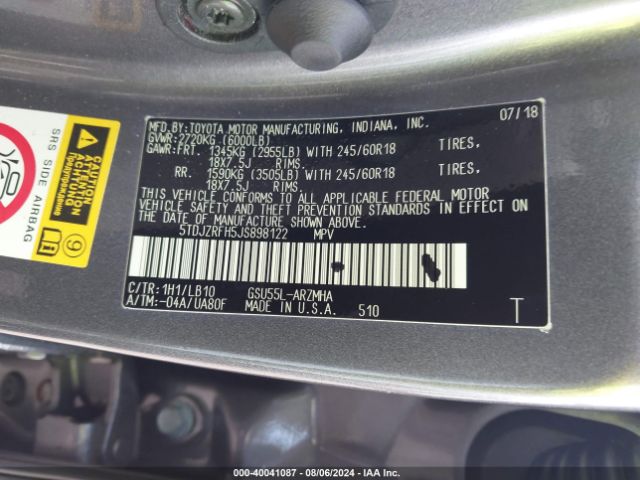 MFD.BY:TOYOTA MOTOR MANUFACTURING, INDIANA, INC. 07/18
GVWR:2720KG (6000LB)
GAWR:FRT. 1345KG (2955LB) WITH 245/60R18 TIRES,
18X7.5J RIMS.
RR. 1590KG (3505LB) WITH 245/60R18 TIRES,
18X7.5J RIMS.
THIS VEHICLE CONFORMS TO ALL APPLICABLE FEDERAL MOTOR
VEHICLE SAFETY AND THEFT PREVENTION STANDARDS IN EFFECT ON
THE DATE OF MANUFACTURE SHOWN ABOVE.
5TDJZRFH5JS898122 MPV
C/TR: 1H1/LB10 GSU55L-ARZMHA
A/TM:-04A/UA80F MADE IN U.S.A. 510 T
SRS SIDE AIRBAG
CAUTION
ACHTUNG
ATTENTION
9
000-40041087 - 08/06/2024 - IAA Inc.